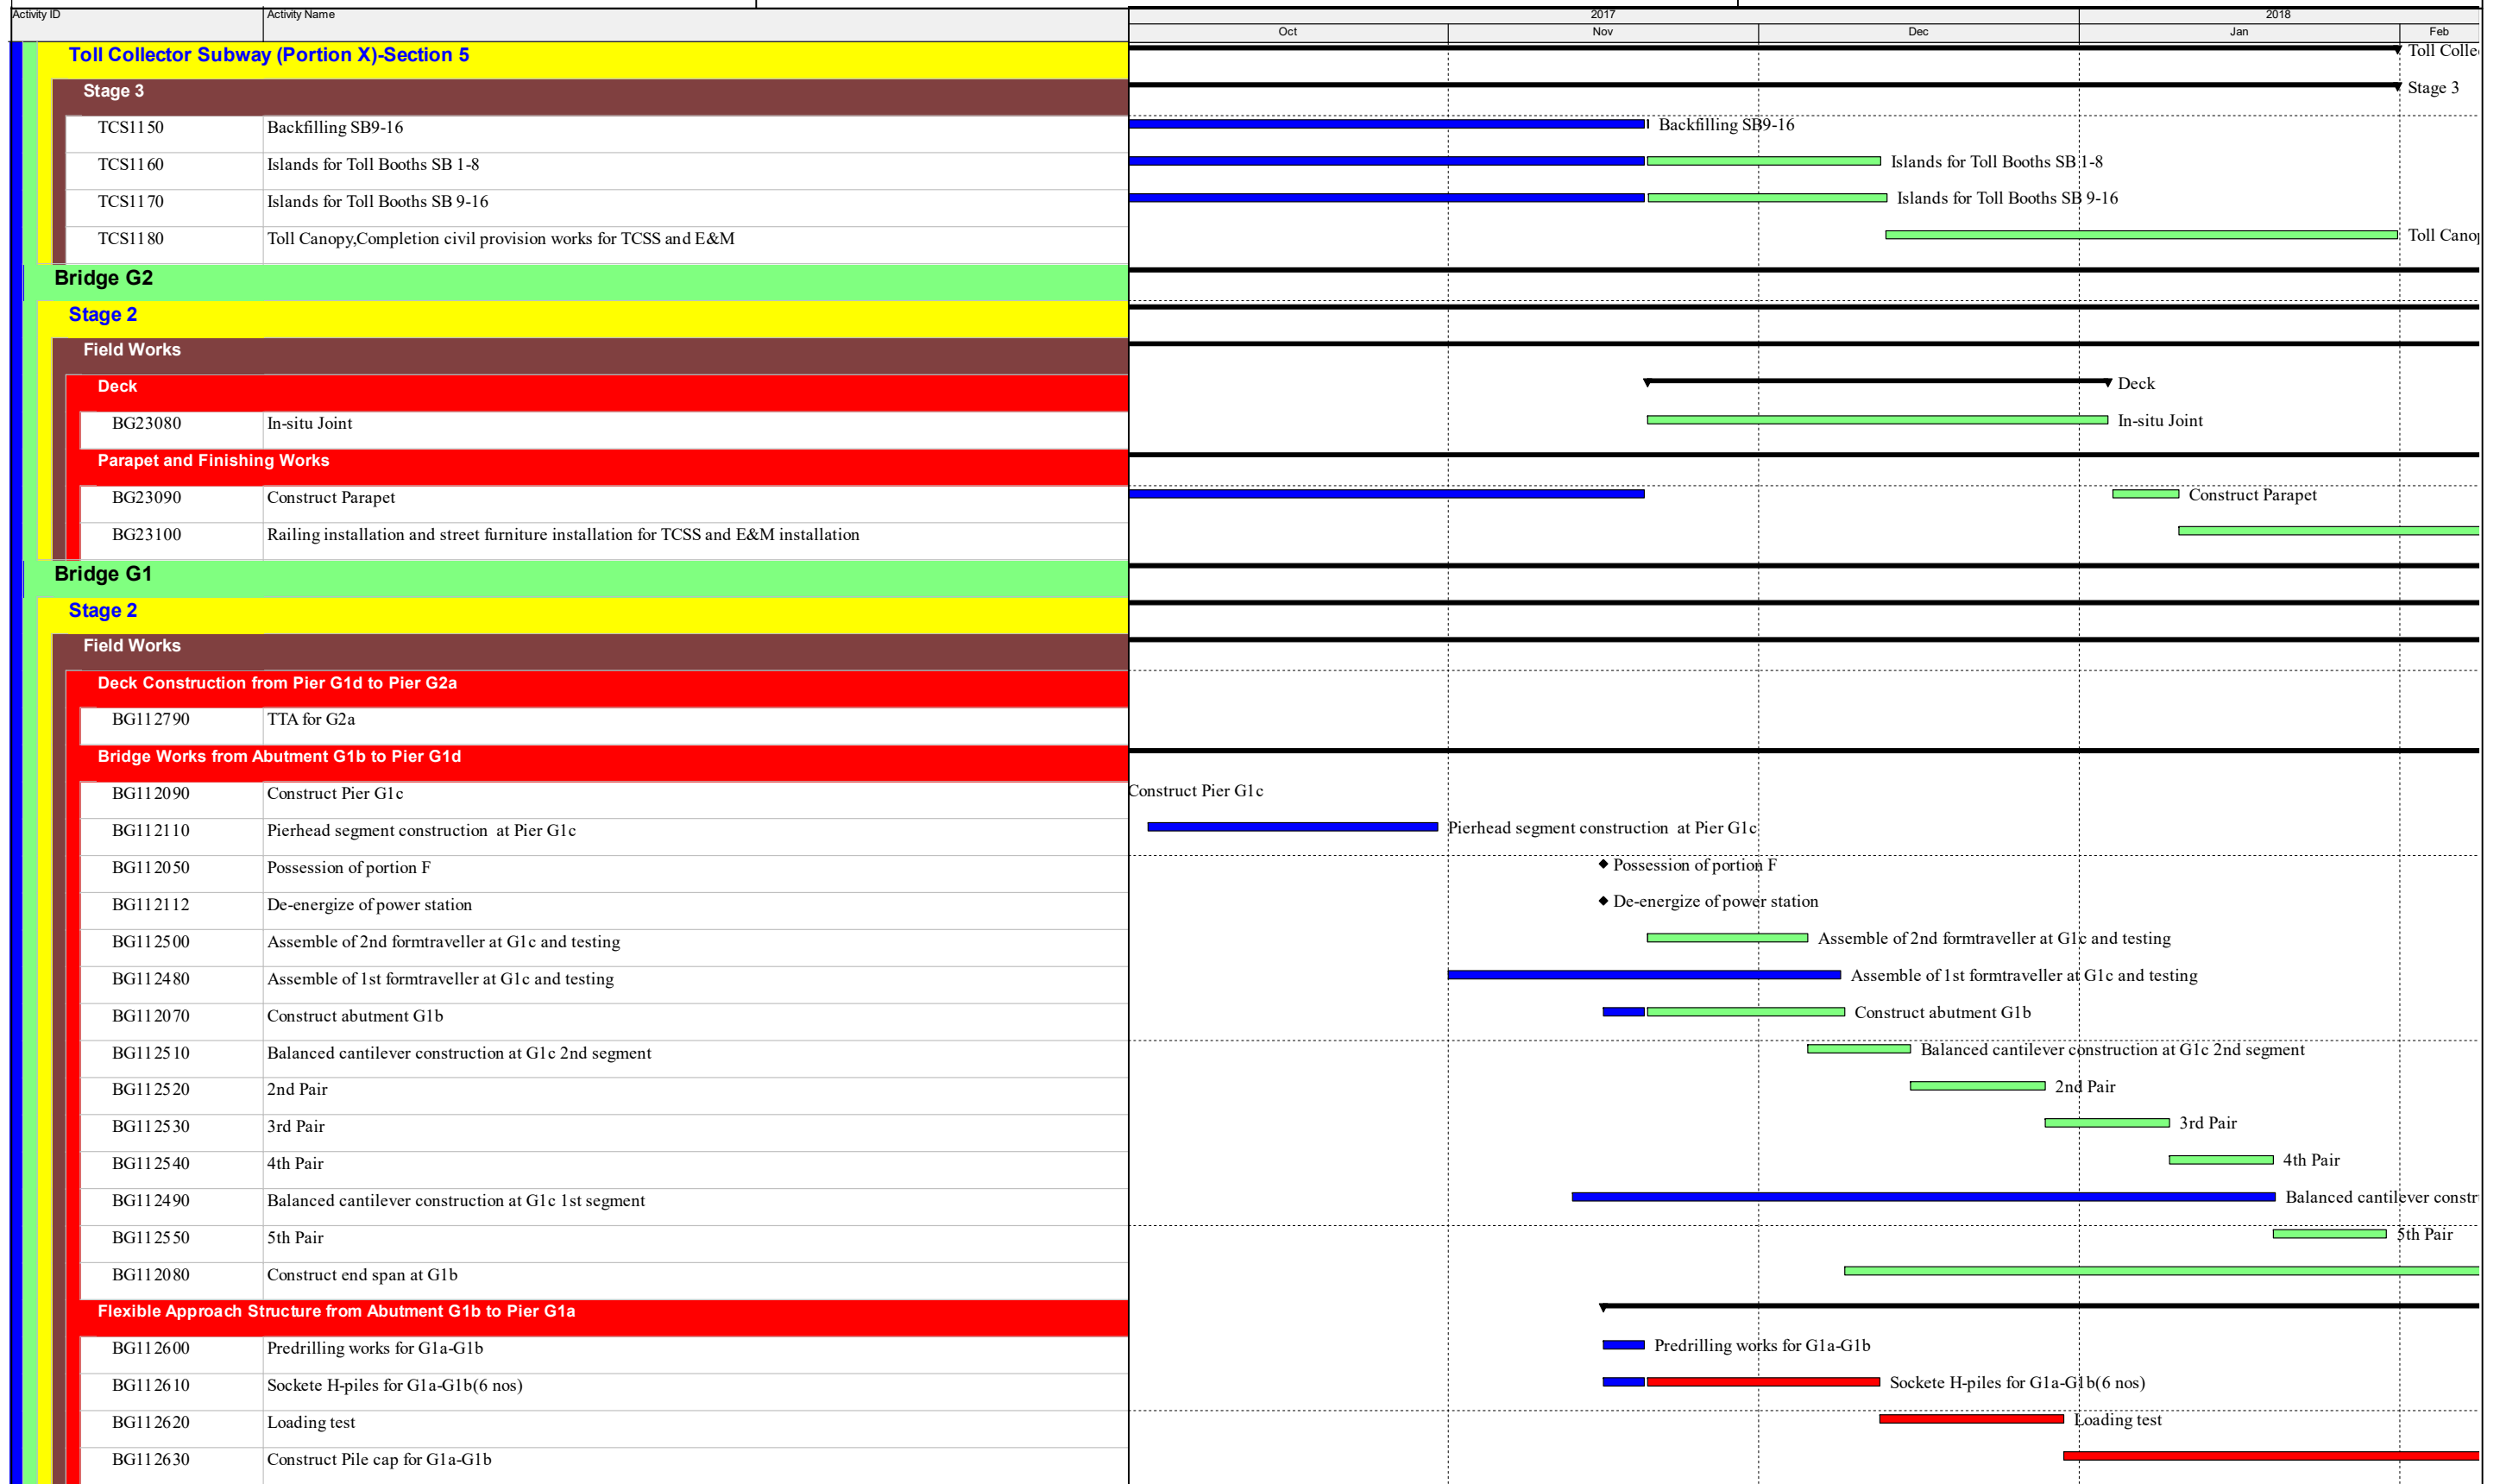 Activity ID Activity Name 2017 2018
Oct Nov Dec Jan Feb
Toll Collector Subway (Portion X)-Section 5 Toll Colle
Stage 3 Stage 3
TCS1150 Backfilling SB9-16 Backfilling SB9-16
TCS1160 Islands for Toll Booths SB 1-8 Islands for Toll Booths SB 1-8
TCS1170 Islands for Toll Booths SB 9-16 Islands for Toll Booths SB 9-16
TCS1180 Toll Canopy,Completion civil provision works for TCSS and E&M Toll Canop
Bridge G2
Stage 2
Field Works
Deck Deck
BG23080 In-situ Joint In-situ Joint
Parapet and Finishing Works
BG23090 Construct Parapet Construct Parapet
BG23100 Railing installation and street furniture installation for TCSS and E&M installation
Bridge G1
Stage 2
Field Works
Deck Construction from Pier G1d to Pier G2a
BG112790 TTA for G2a
Bridge Works from Abutment G1b to Pier G1d
BG112090 Construct Pier G1c Construct Pier G1c
BG112110 Pierhead segment construction at Pier G1c Pierhead segment construction at Pier G1c
BG112050 Possession of portion F Possession of portion F
BG112112 De-energize of power station De-energize of power station
BG112500 Assemble of 2nd formtraveller at G1c and testing Assemble of 2nd formtraveller at G1c and testing
BG112480 Assemble of 1st formtraveller at G1c and testing Assemble of 1st formtraveller at G1c and testing
BG112070 Construct abutment G1b Construct abutment G1b
BG112510 Balanced cantilever construction at G1c 2nd segment Balanced cantilever construction at G1c 2nd segment
BG112520 2nd Pair 2nd Pair
BG112530 3rd Pair 3rd Pair
BG112540 4th Pair 4th Pair
BG112490 Balanced cantilever construction at G1c 1st segment Balanced cantilever constr
BG112550 5th Pair 5th Pair
BG112080 Construct end span at G1b
Flexible Approach Structure from Abutment G1b to Pier G1a
BG112600 Predrilling works for G1a-G1b Predrilling works for G1a-G1b
BG112610 Sockete H-piles for G1a-G1b(6 nos) Sockete H-piles for G1a-G1b(6 nos)
BG112620 Loading test Loading test
BG112630 Construct Pile cap for G1a-G1b